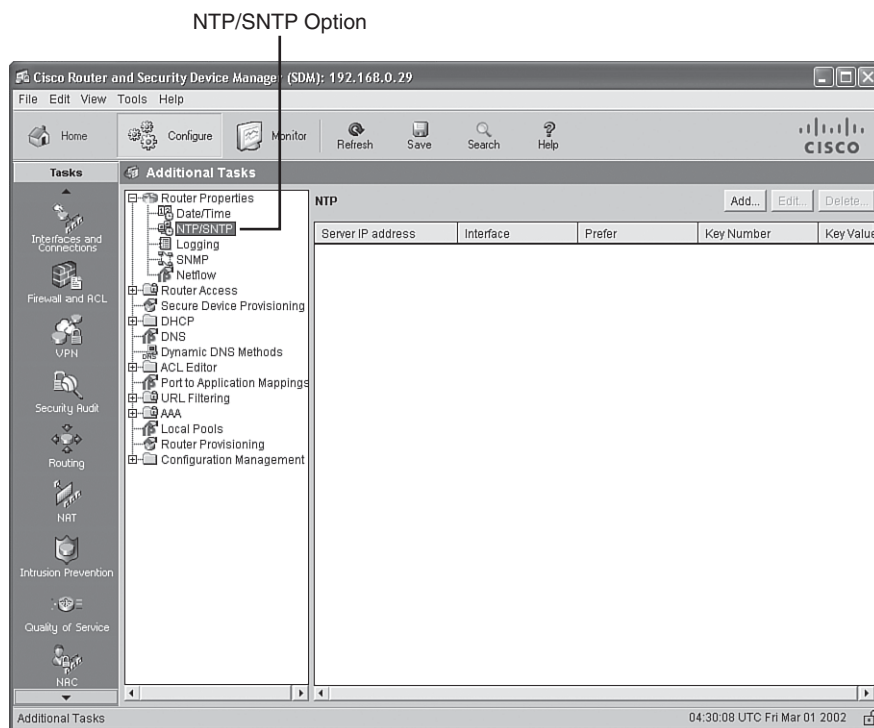 NTP/SNTP Option
Cisco Router and Security Device Manager (SDM): 192.168.0.29
File Edit View Tools Help
Home Configure Monitor Refresh Save Search Help
CISCO
Tasks
Additional Tasks
Interfaces and Connections
Firewall and ACL
VPN
Security Audit
Routing
NAT
Intrusion Prevention
Quality of Service
NAC
Router Properties
Date/Time
NTP/SNTP
Logging
SNMP
Netflow
Router Access
Secure Device Provisioning
DHCP
DNS
Dynamic DNS Methods
ACL Editor
Port to Application Mappings
URL Filtering
AAA
Local Pools
Router Provisioning
Configuration Management
NTP Add... Edit... Delete...
Server IP address Interface Prefer Key Number Key Value
Additional Tasks 04:30:08 UTC Fri Mar 01 2002